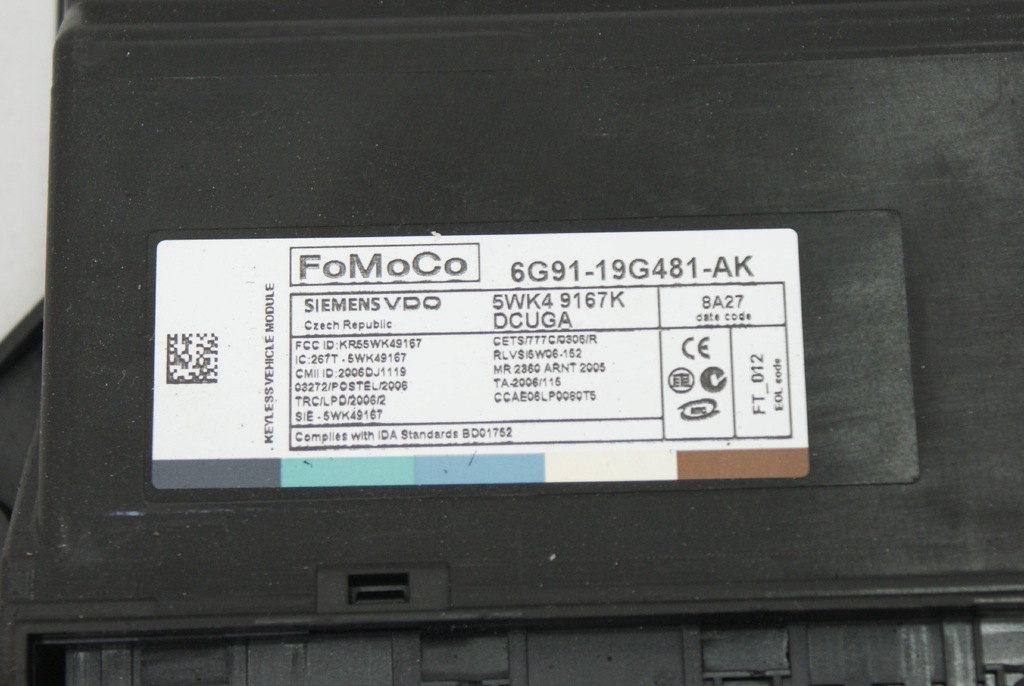 KEYLESS VEHICLE MODULE
FoMoCo
6G91-19G481-AK
SIEMENS VDO
Czech Republic
5WK4 9167K
DCUGA
8A27
date code
FCC ID:KR55WK49167
IC:267T - 5WK49167
CMII ID:2006DJ1119
03272/POSTEL/2006
TRC/LPD/2006/2
SIE - 5WK49167
CETS/777C/0306/R
RLVSI5W06-152
MR 2360 ARNT 2005
TA-2006/115
CCAE06LP0080T5
CE
FT_012
EOL code
Complies with IDA Standards BD01752